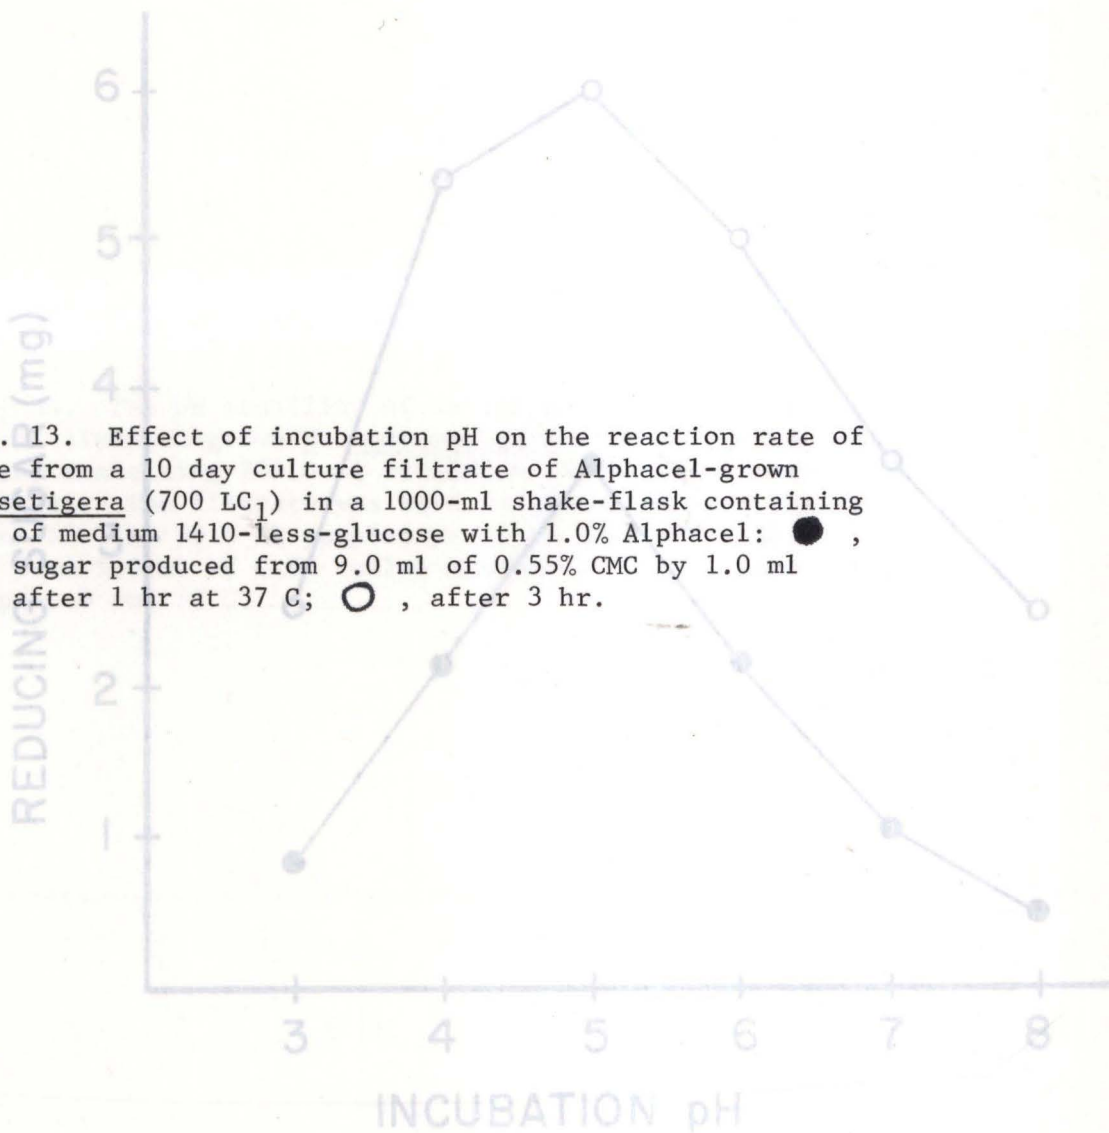 6
5
4
REDUCING SUGAR (mg)
. 13. Effect of incubation pH on the reaction rate of
e from a 10 day culture filtrate of Alphacel-grown
setigera (700 LC1) in a 1000-ml shake-flask containing
of medium 1410-less-glucose with 1.0% Alphacel: ● ,
sugar produced from 9.0 ml of 0.55% CMC by 1.0 ml
after 1 hr at 37 C; O , after 3 hr.
2
1
3 4 5 6 7 8
INCUBATION pH